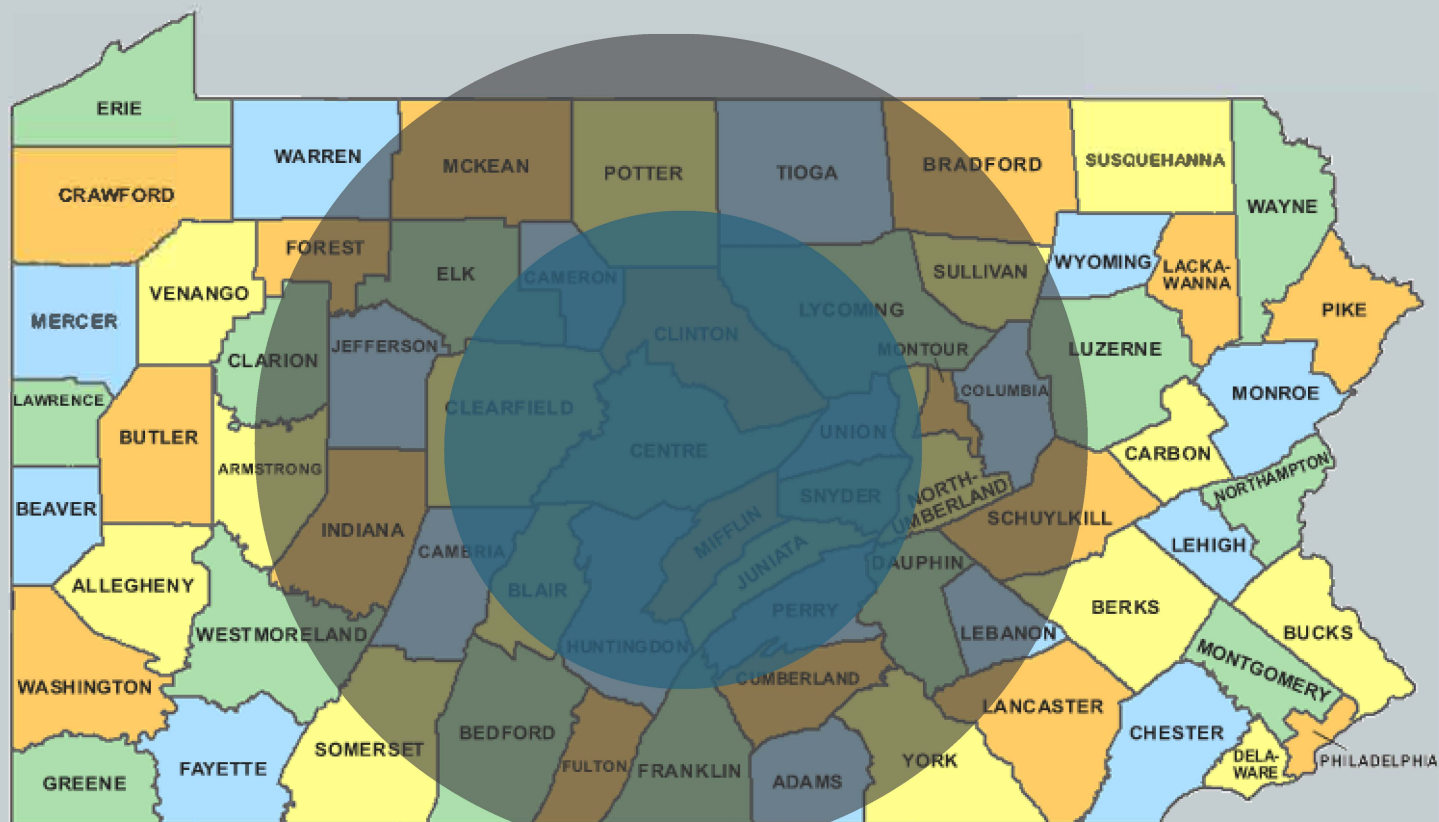 ERIE
WARREN
MCKEAN
POTTER
TIOGA
BRADFORD
SUSQUEHANNA
WAYNE
CRAWFORD
FOREST
ELK
CAMERON
SULLIVAN
WYOMING
LACKA-
WANNA
PIKE
MERCER
VENANGO
CLARION
JEFFERSON
CLINTON
LYCOMING
MONTOUR
COLUMBIA
LUZERNE
MONROE
LAWRENCE
BUTLER
ARMSTRONG
CLEARFIELD
CENTRE
UNION
SNYDER
NORTH-
UMBERLAND
CARBON
NORTHAMPTON
BEAVER
INDIANA
CAMBRIA
MIFFLIN
JUNIATA
SCHUYLKILL
LEHIGH
ALLEGHENY
WESTMORELAND
BLAIR
HUNTINGDON
PERRY
DAUPHIN
LEBANON
BERKS
MONTGOMERY
BUCKS
WASHINGTON
CUMBERLAND
LANCASTER
GREENE
FAYETTE
SOMERSET
BEDFORD
FULTON
FRANKLIN
ADAMS
YORK
CHESTER
DELA-
WARE
PHILADELPHIA